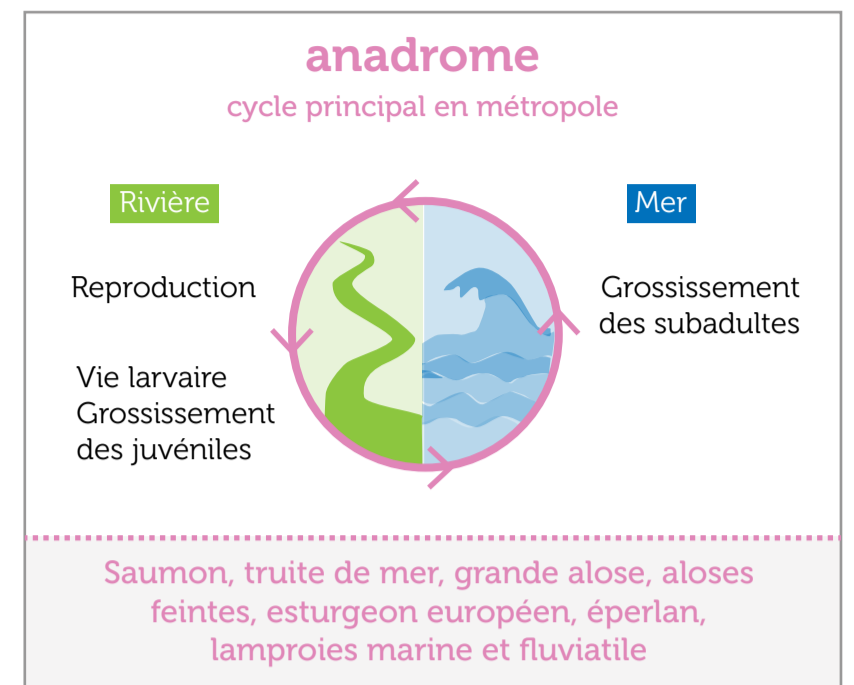 anadrome
cycle principal en métropole
Rivière
Reproduction
Vie larvaire
Grossissement
des juvéniles
Mer
Grossissement
des subadultes
Saumon, truite de mer, grande alose, aloses
feintes, esturgeon européen, éperlan,
lamproies marine et fluviatile